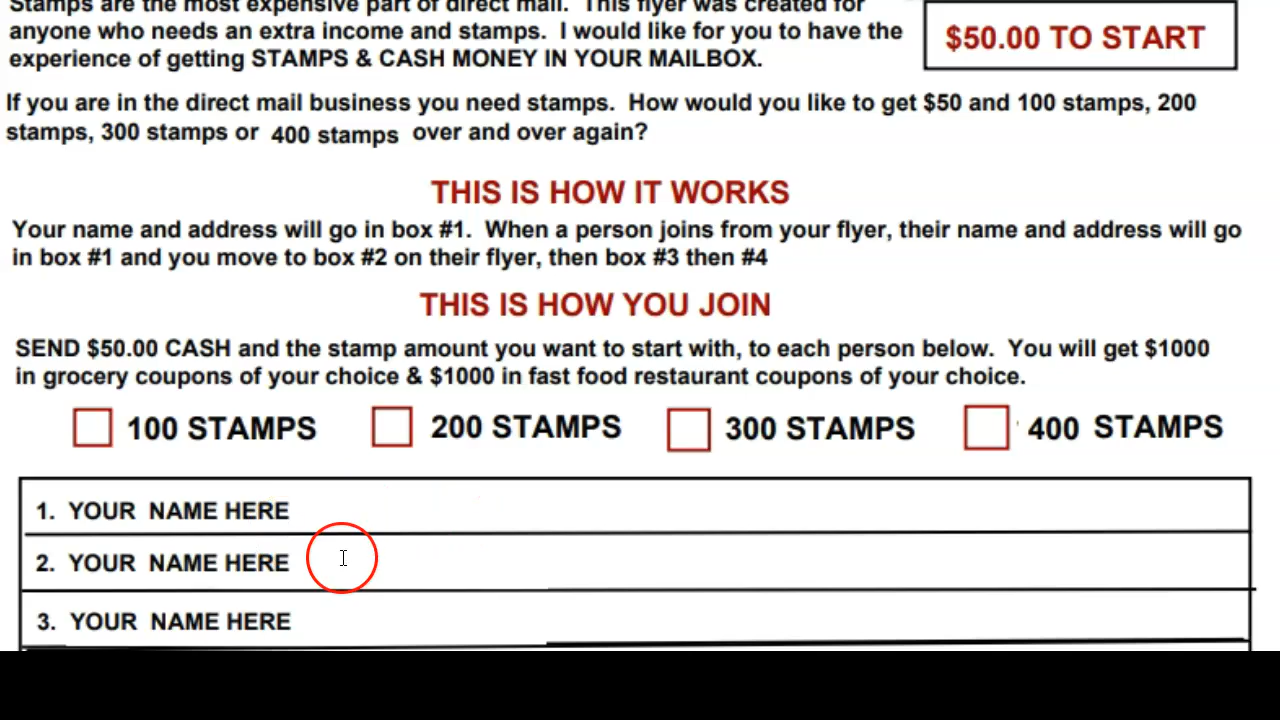 Stamps are the most expensive part of direct mail. This flyer was created for
anyone who needs an extra income and stamps. I would like for you to have the
experience of getting STAMPS & CASH MONEY IN YOUR MAILBOX.
$50.00 TO START
If you are in the direct mail business you need stamps. How would you like to get $50 and 100 stamps, 200
stamps, 300 stamps or 400 stamps over and over again?
THIS IS HOW IT WORKS
Your name and address will go in box #1. When a person joins from your flyer, their name and address will go
in box #1 and you move to box #2 on their flyer, then box #3 then #4
THIS IS HOW YOU JOIN
SEND $50.00 CASH and the stamp amount you want to start with, to each person below. You will get $1000
in grocery coupons of your choice & $1000 in fast food restaurant coupons of your choice.
100 STAMPS 200 STAMPS 300 STAMPS 400 STAMPS
1. YOUR NAME HERE
2. YOUR NAME HERE
3. YOUR NAME HERE